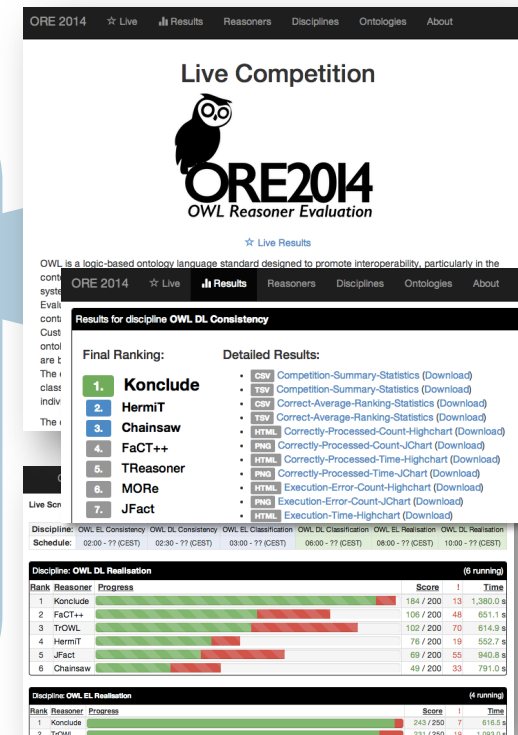 ORE 2014 ☆ Live Results Reasoners Disciplines Ontologies About
Live Competition
ORE2014
OWL Reasoner Evaluation
☆ Live Results
OWL is a logic-based ontology language standard designed to promote interoperability, particularly in the
ORE 2014 ☆ Live Results Reasoners Disciplines Ontologies About
Results for discipline OWL DL Consistency
Final Ranking:
1. Konclude
2. HermiT
3. Chainsaw
4. FaCT++
5. TReasoner
6. MORe
7. JFact
Detailed Results:
CSV Competition-Summary-Statistics (Download)
TSV Competition-Summary-Statistics (Download)
CSV Correct-Average-Ranking-Statistics (Download)
TSV Correct-Average-Ranking-Statistics (Download)
HTML Correctly-Processed-Count-Highchart (Download)
PNG Correctly-Processed-Count-JChart (Download)
HTML Correctly-Processed-Time-Highchart (Download)
PNG Correctly-Processed-Time-JChart (Download)
HTML Execution-Error-Count-Highchart (Download)
PNG Execution-Error-Count-JChart (Download)
HTML Execution-Time-Highchart (Download)
Live
Discipline: OWL EL Consistency OWL DL Consistency OWL EL Classification OWL DL Classification OWL EL Realisation OWL DL Realisation
Schedule: 02:00 - ?? (CEST) 02:30 - ?? (CEST) 03:00 - ?? (CEST) 06:00 - ?? (CEST) 08:00 - ?? (CEST) 10:00 - ?? (CEST)
Discipline: OWL DL Realisation (6 running)
Rank Reasoner Progress Score ! Time
1 Konclude 184 / 200 13 1,380.0 s
2 FaCT++ 106 / 200 48 651.1 s
3 TrOWL 102 / 200 70 614.9 s
4 HermiT 76 / 200 19 552.7 s
5 JFact 69 / 200 55 940.8 s
6 Chainsaw 49 / 200 33 791.0 s
Discipline: OWL EL Realisation (4 running)
Rank Reasoner Progress Score ! Time
1 Konclude 243 / 250 7 616.5 s
2 TrOWL 231 / 250 19 1,093.0 s